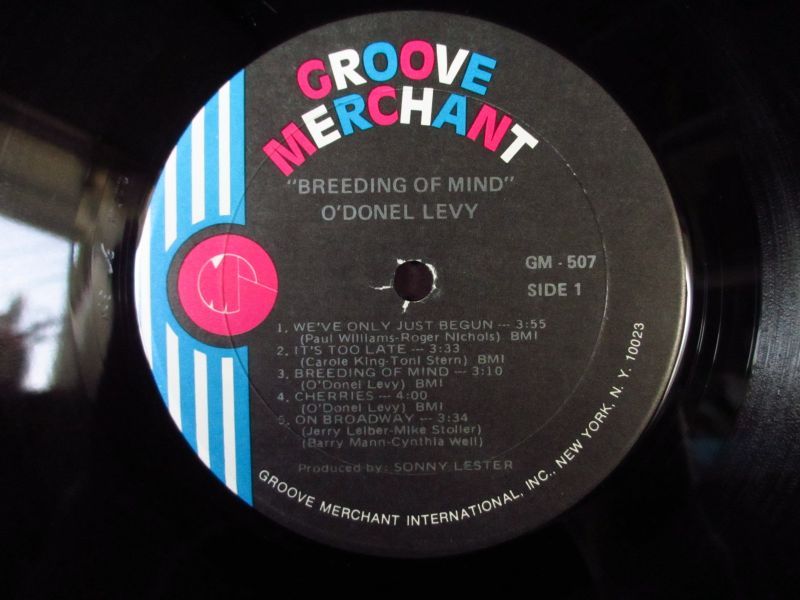 GROOVE
MERCHANT
"BREEDING OF MIND"
O'DONEL LEVY
GM - 507
SIDE 1
1. WE'VE ONLY JUST BEGUN --- 3:55
(Paul Williams-Roger Nichols) BMI
2. IT'S TOO LATE --- 3:33
(Carole King-Toni Stern) BMI
3. BREEDING OF MIND --- 3:10
(O'Donel Levy) BMI
4. CHERRIES --- 4:00
(O'Donel Levy) BMI
5. ON BROADWAY --- 3:34
(Jerry Leiber-Mike Stoller)
(Barry Mann-Cynthia Weil)
Produced by: SONNY LESTER
GROOVE MERCHANT INTERNATIONAL, INC., NEW YORK, N. Y. 10023